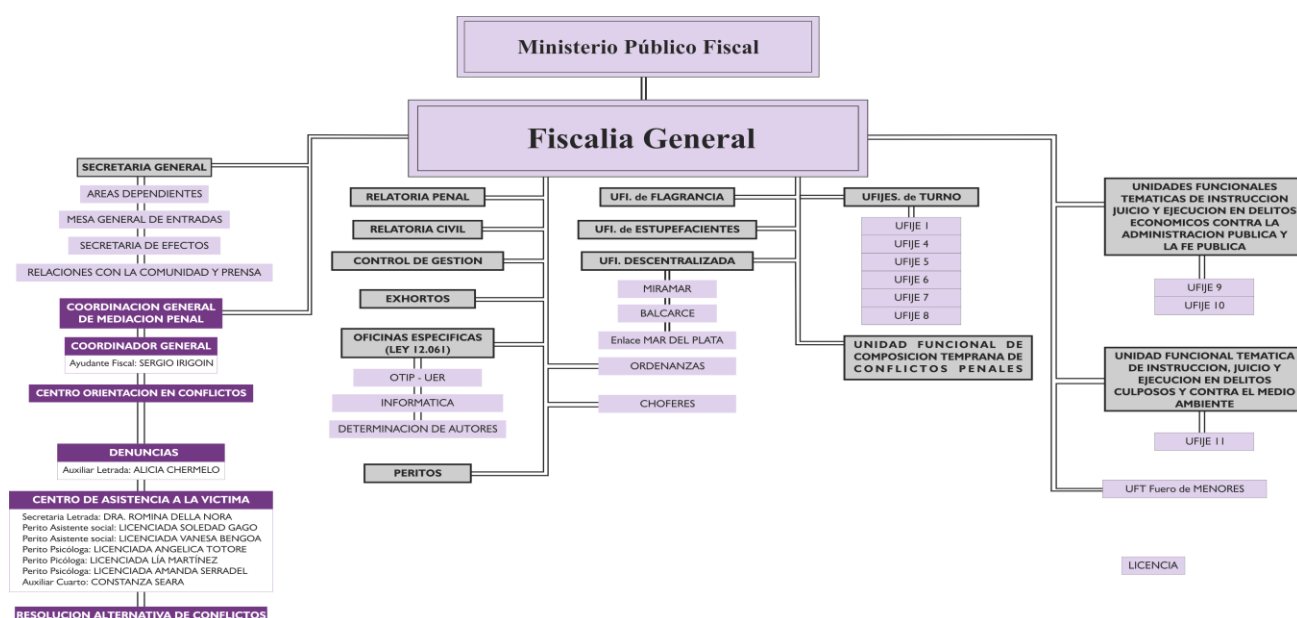 Ministerio Público Fiscal
Fiscalia General
SECRETARIA GENERAL
AREAS DEPENDIENTES
MESA GENERAL DE ENTRADAS
SECRETARIA DE EFECTOS
RELACIONES CON LA COMUNIDAD Y PRENSA
COORDINACION GENERAL
DE MEDIACION PENAL
COORDINADOR GENERAL
Ayudante Fiscal: SERGIO IRIGOIN
CENTRO ORIENTACION EN CONFLICTOS
DENUNCIAS
Auxiliar Letrada: ALICIA CHERMELO
CENTRO DE ASISTENCIA A LA VICTIMA
Secretaria Letrada: DRA. ROMINA DELLA NORA
Perito Asistente social: LICENCIADA SOLEDAD GAGO
Perito Asistente social: LICENCIADA VANESA BENGOA
Perito Psicóloga: LICENCIADA ANGELICA TOTORE
Perito Picóloga: LICENCIADA LÍA MARTÍNEZ
Perito Psicóloga: LICENCIADA AMANDA SERRADEL
Auxiliar Cuarto: CONSTANZA SEARA
RESOLUCION ALTERNATIVA DE CONFLICTOS
RELATORIA PENAL
RELATORIA CIVIL
CONTROL DE GESTION
EXHORTOS
OFICINAS ESPECIFICAS
(LEY 12.061)
OTIP - UER
INFORMATICA
DETERMINACION DE AUTORES
PERITOS
UFI. de FLAGRANCIA
UFI. de ESTUPEFACIENTES
UFI. DESCENTRALIZADA
MIRAMAR
BALCARCE
Enlace MAR DEL PLATA
ORDENANZAS
CHOFERES
UFIJES. de TURNO
UFIJE 1
UFIJE 4
UFIJE 5
UFIJE 6
UFIJE 7
UFIJE 8
UNIDAD FUNCIONAL DE
COMPOSICION TEMPRANA DE
CONFLICTOS PENALES
UNIDADES FUNCIONALES
TEMATICAS DE INSTRUCCION
JUICIO Y EJECUCION EN DELITOS
ECONOMICOS CONTRA LA
ADMINISTRACION PUBLICA Y
LA FE PUBLICA
UFIJE 9
UFIJE 10
UNIDAD FUNCIONAL TEMATICA
DE INSTRUCCION, JUICIO Y
EJECUCION EN DELITOS
CULPOSOS Y CONTRA EL MEDIO
AMBIENTE
UFIJE 11
UFT Fuero de MENORES
LICENCIA